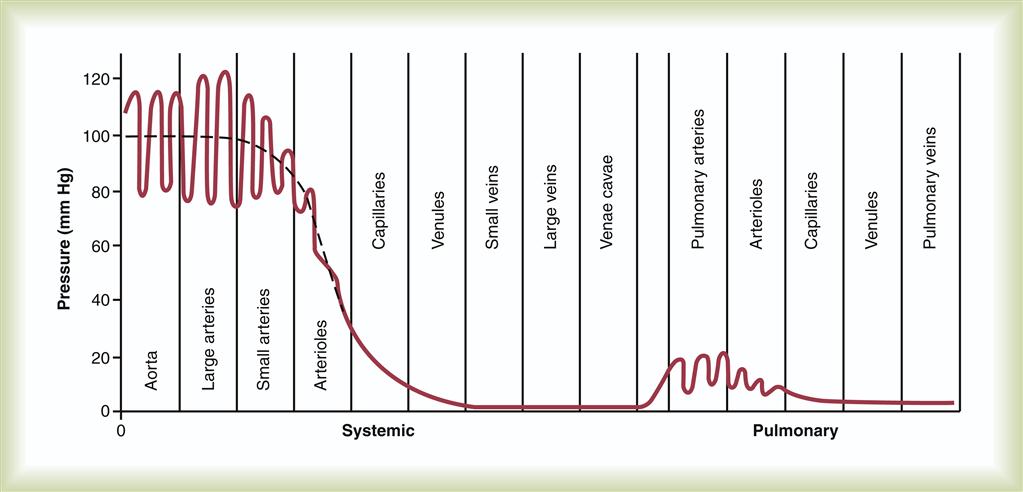 Pressure (mm Hg)
120
100
80
60
40
20
0
0
Aorta
Large arteries
Small arteries
Arterioles
Capillaries
Venules
Small veins
Large veins
Venae cavae
Pulmonary arteries
Arterioles
Capillaries
Venules
Pulmonary veins
Systemic
Pulmonary